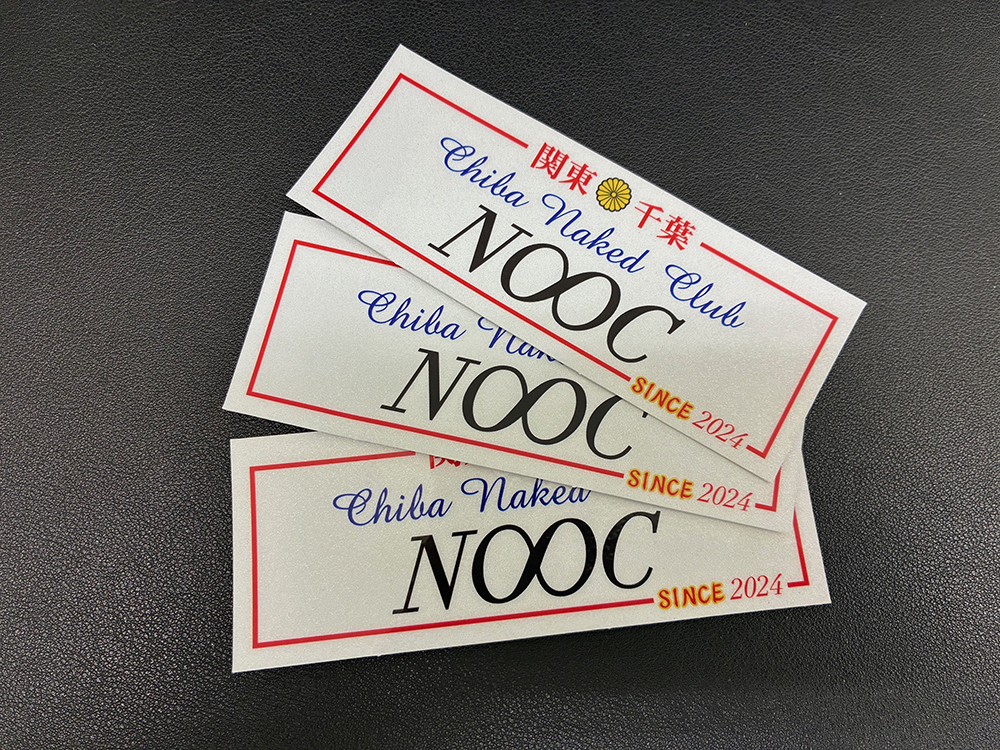 関東 千葉
Chiba Naked Club
NOOC
SINCE 2024
Chiba
NOOC
SINCE 2024
Chiba Naked
NOOC
SINCE 2024